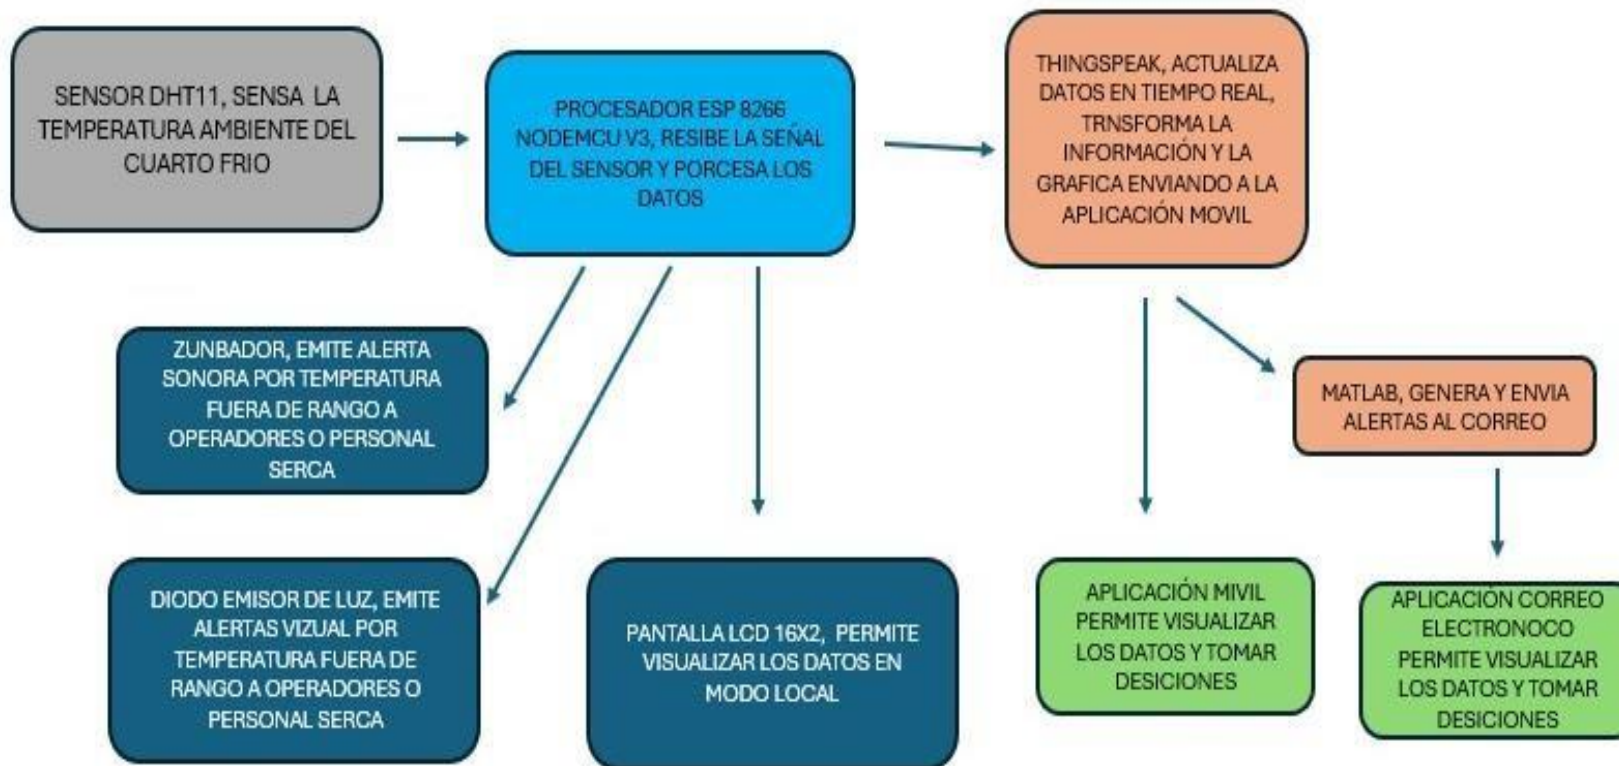 SENSOR DHT11, SENSA LA
TEMPERATURA AMBIENTE DEL
CUARTO FRIO
PROCESADOR ESP 8266
NODEMCU V3, RESIBE LA SEÑAL
DEL SENSOR Y PORCESA LOS
DATOS
THINGSPEAK, ACTUALIZA
DATOS EN TIEMPO REAL,
TRNSFORMA LA
INFORMACIÓN Y LA
GRAFICA ENVIANDO A LA
APLICACIÓN MOVIL
ZUNBADOR, EMITE ALERTA
SONORA POR TEMPERATURA
FUERA DE RANGO A
OPERADORES O PERSONAL
SERCA
MATLAB, GENERA Y ENVIA
ALERTAS AL CORREO
DIODO EMISOR DE LUZ, EMITE
ALERTAS VIZUAL POR
TEMPERATURA FUERA DE
RANGO A OPERADORES O
PERSONAL SERCA
PANTALLA LCD 16X2, PERMITE
VISUALIZAR LOS DATOS EN
MODO LOCAL
APLICACIÓN MIVIL
PERMITE VISUALIZAR
LOS DATOS Y TOMAR
DESICIONES
APLICACIÓN CORREO
ELECTRONOCO
PERMITE VISUALIZAR
LOS DATOS Y TOMAR
DESICIONES